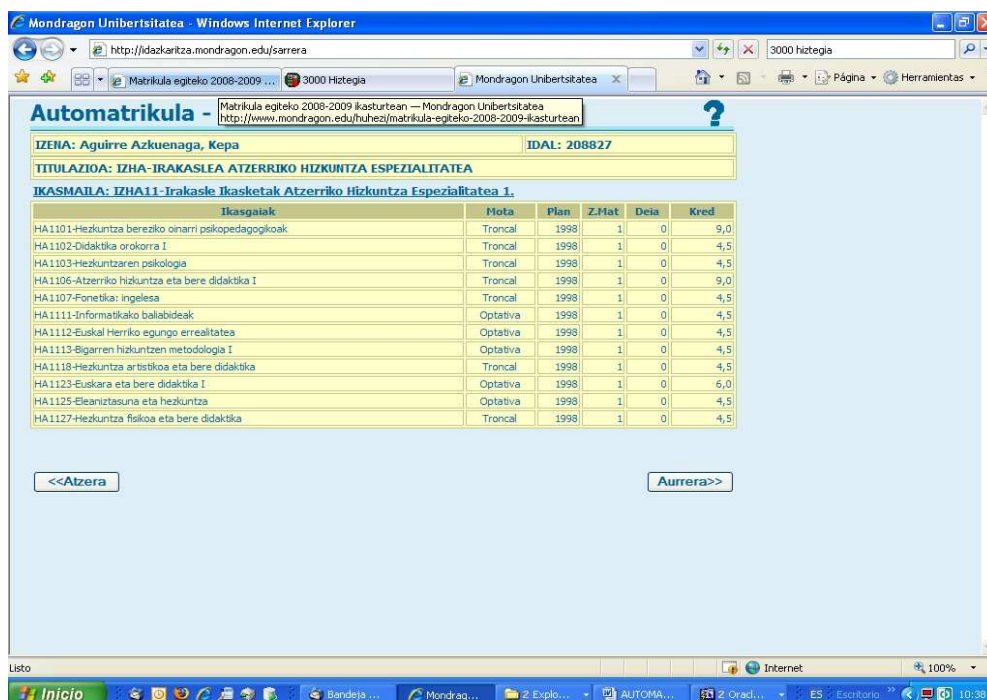 Mondragon Unibertsitatea - Windows Internet Explorer
http://idazkaritza.mondragon.edu/sarrera
3000 hiztegia
Matrikula egiteko 2008-2009 ...
3000 Hiztegia
Mondragon Unibertsitatea
Página
Herramientas
Automatrikula -
Matrikula egiteko 2008-2009 ikasturtean — Mondragon Unibertsitatea
http://www.mondragon.edu/huhezi/matrikula-egiteko-2008-2009-ikasturtean
?
IZENA: Aguirre Azkuenaga, Kepa IDAL: 208827
TITULAZIOA: IZHA-IRAKASLEA ATZERRIKO HIZKUNTZA ESPEZIALITATEA
IKASMAILA: IZHA11-Irakasle Ikasketak Atzerriko Hizkuntza Espezialitatea 1.
Ikasgaiak Mota Plan Z.Mat Deia Kred
HA1101-Hezkuntza bereziko oinarri psikopedagogikoak Troncal 1998 1 0 9,0
HA1102-Didaktika orokorra I Troncal 1998 1 0 4,5
HA1103-Hezkuntzaren psikologia Troncal 1998 1 0 4,5
HA1106-Atzerriko hizkuntza eta bere didaktika I Troncal 1998 1 0 9,0
HA1107-Fonetika: ingelesa Troncal 1998 1 0 4,5
HA1111-Informatikako baliabideak Optativa 1998 1 0 4,5
HA1112-Euskal Herriko egungo errealitatea Optativa 1998 1 0 4,5
HA1113-Bigarren hizkuntzen metodologia I Optativa 1998 1 0 4,5
HA1118-Hezkuntza artistikoa eta bere didaktika Troncal 1998 1 0 4,5
HA1123-Euskara eta bere didaktika I Optativa 1998 1 0 6,0
HA1125-Eleaniztasuna eta hezkuntza Optativa 1998 1 0 4,5
HA1127-Hezkuntza fisikoa eta bere didaktika Troncal 1998 1 0 4,5
<<Atzera Aurrera>>
Listo Internet 100%
Inicio Bandeja ... Mondrag... 2 Explo... AUTOMA... 2 Oracl... ES Escritorio 10:38